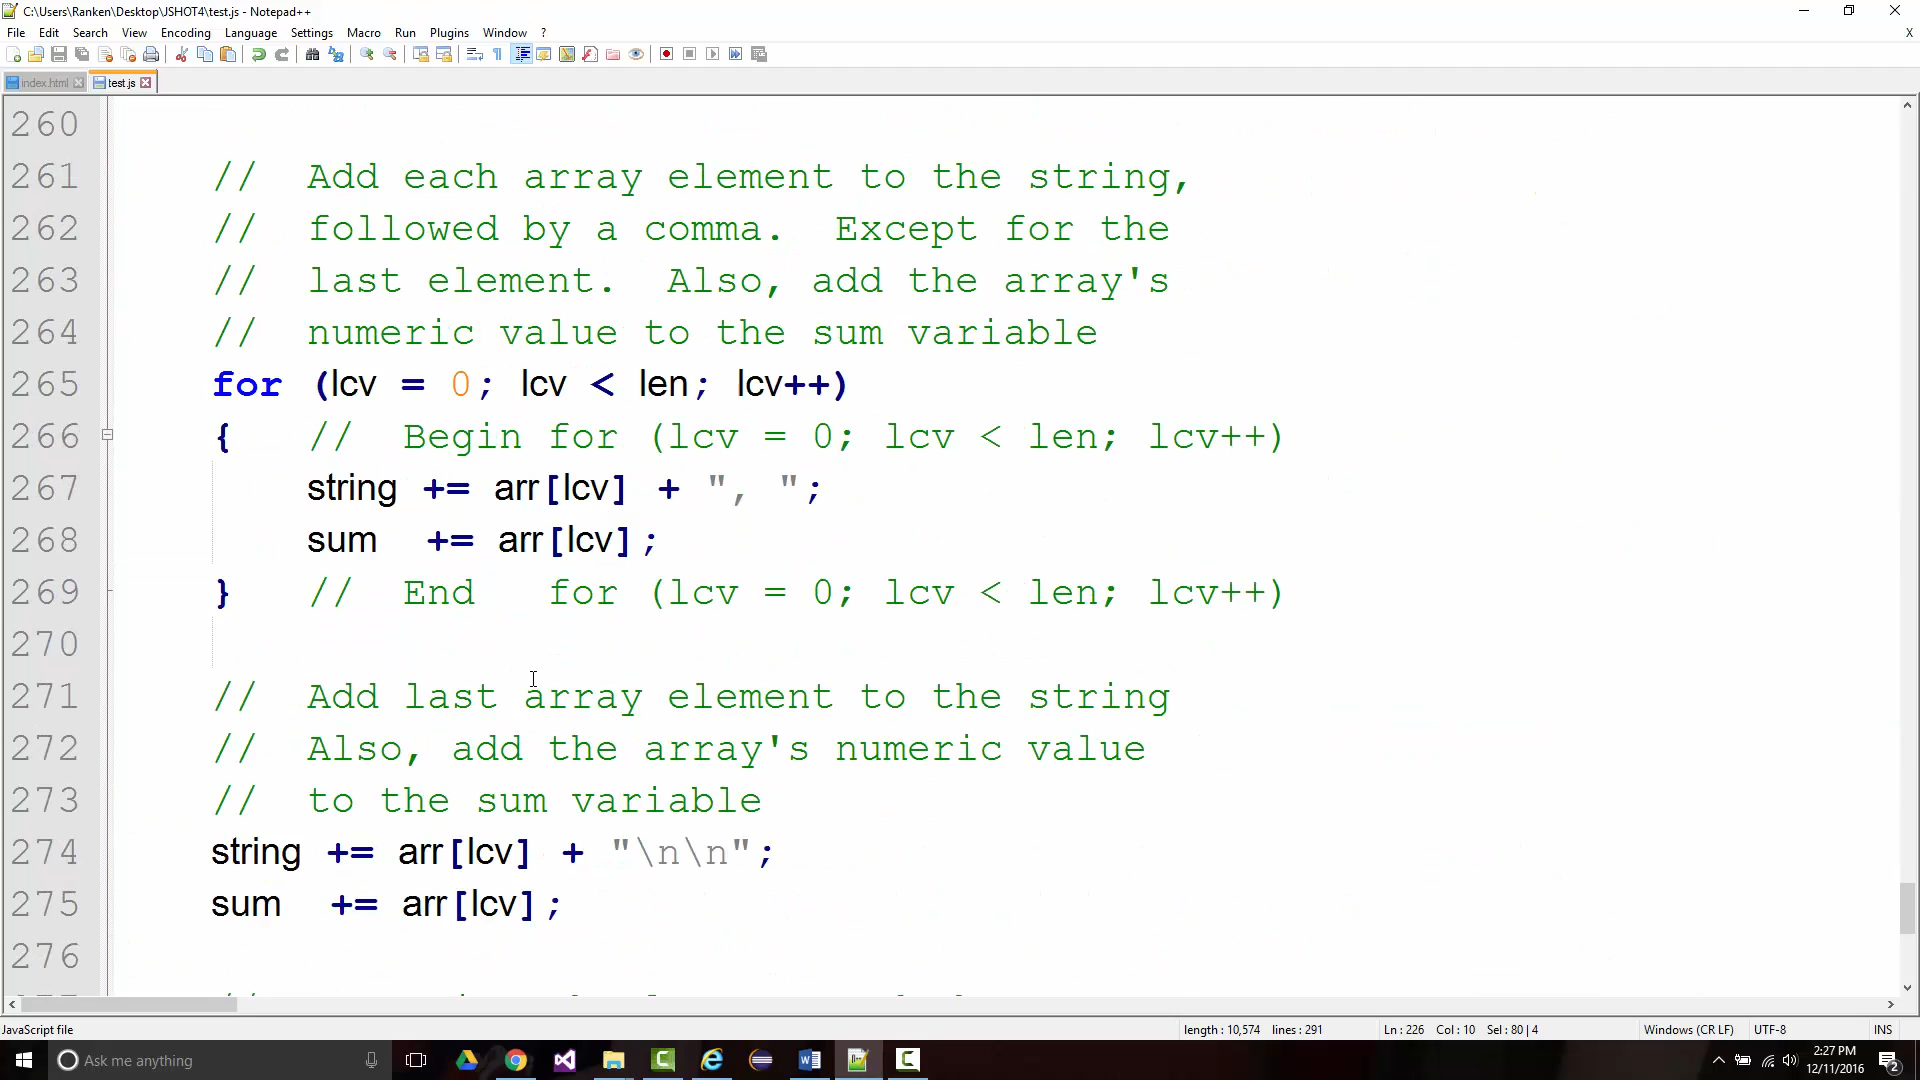 C:\Users\Ranken\Desktop\JSHOT4\test.js - Notepad++
File Edit Search View Encoding Language Settings Macro Run Plugins Window ? X
index.html test.js
260
261 // Add each array element to the string,
262 // followed by a comma. Except for the
263 // last element. Also, add the array's
264 // numeric value to the sum variable
265 for (lcv = 0; lcv < len; lcv++)
266 { // Begin for (lcv = 0; lcv < len; lcv++)
267 string += arr[lcv] + ", ";
268 sum += arr[lcv];
269 } // End for (lcv = 0; lcv < len; lcv++)
270
271 // Add last array element to the string
272 // Also, add the array's numeric value
273 // to the sum variable
274 string += arr[lcv] + "\n\n";
275 sum += arr[lcv];
276
JavaScript file length : 10,574 lines : 291 Ln : 226 Col : 10 Sel : 80 | 4 Windows (CR LF) UTF-8 INS
Ask me anything
2:27 PM
12/11/2016
2